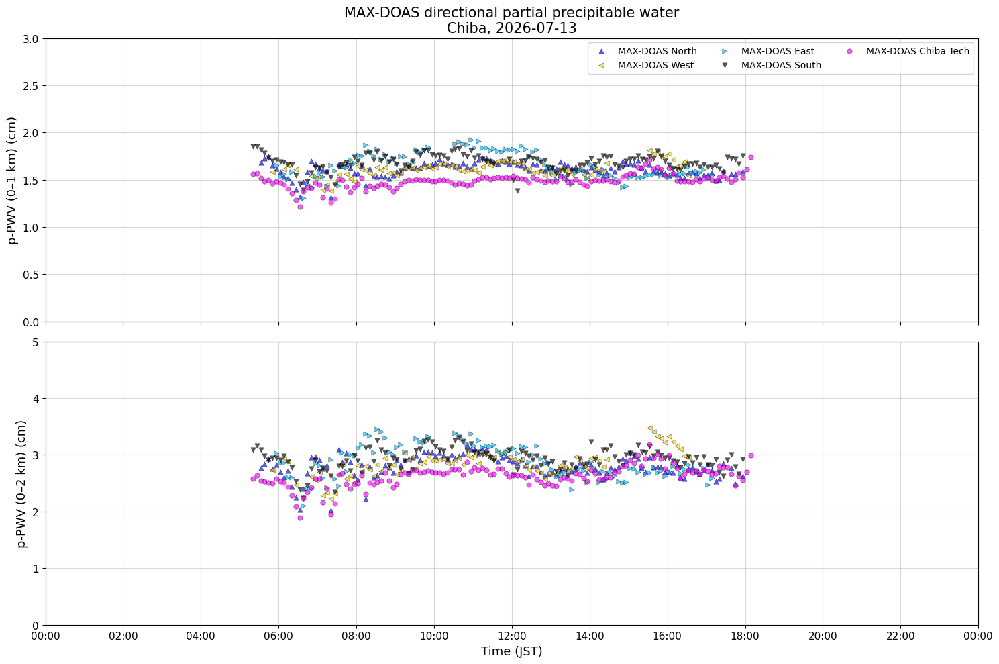 MAX-DOAS directional partial precipitable water
Chiba, 2026-07-13
p-PWV (0–1 km) (cm)
3.0
2.5
2.0
1.5
1.0
0.5
0.0
MAX-DOAS North
MAX-DOAS West
MAX-DOAS East
MAX-DOAS South
MAX-DOAS Chiba Tech
p-PWV (0–2 km) (cm)
5
4
3
2
1
0
00:00 02:00 04:00 06:00 08:00 10:00 12:00 14:00 16:00 18:00 20:00 22:00 00:00
Time (JST)